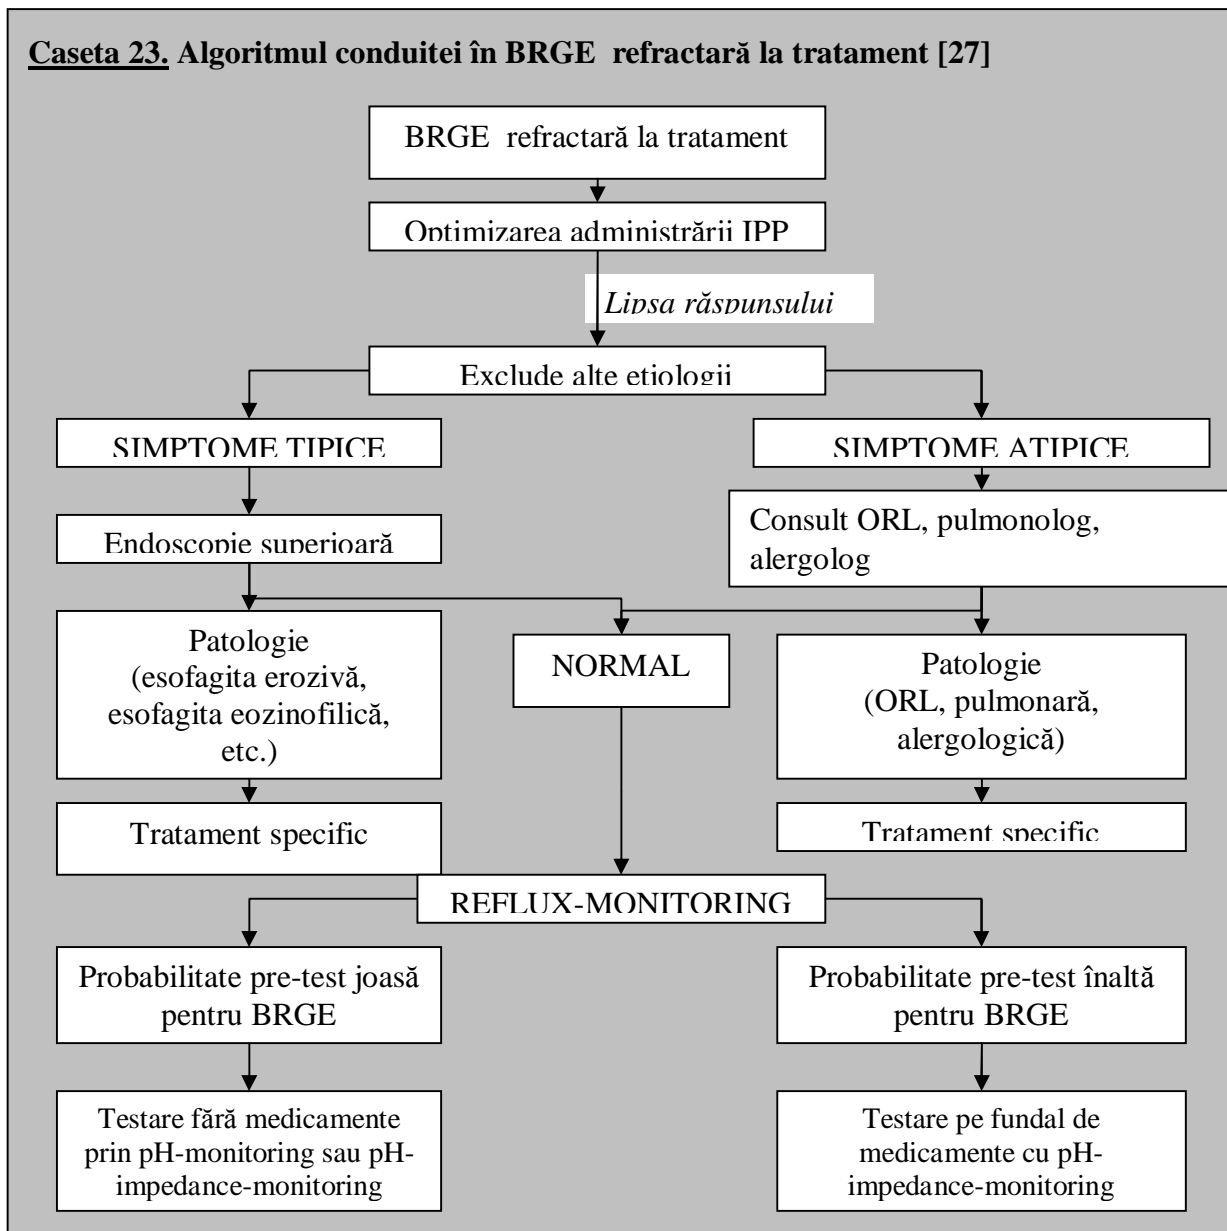 Caseta 23. Algoritmul conduitei în BRGE refractară la tratament [27]
BRGE refractară la tratament
Optimizarea administrării IPP
Lipsa răspunsului
Exclude alte etiologii
SIMPTOME TIPICE
SIMPTOME ATIPICE
Endoscopie superioară
Consult ORL, pulmonolog,
alergolog
Patologie
(esofagita erozivă,
esofagita eozinofilică,
etc.)
NORMAL
Patologie
(ORL, pulmonară,
alergologică)
Tratament specific
Tratament specific
REFLUX-MONITORING
Probabilitate pre-test joasă
pentru BRGE
Probabilitate pre-test înaltă
pentru BRGE
Testare fără medicamente
prin pH-monitoring sau pH-
impedance-monitoring
Testare pe fundal de
medicamente cu pH-
impedance-monitoring